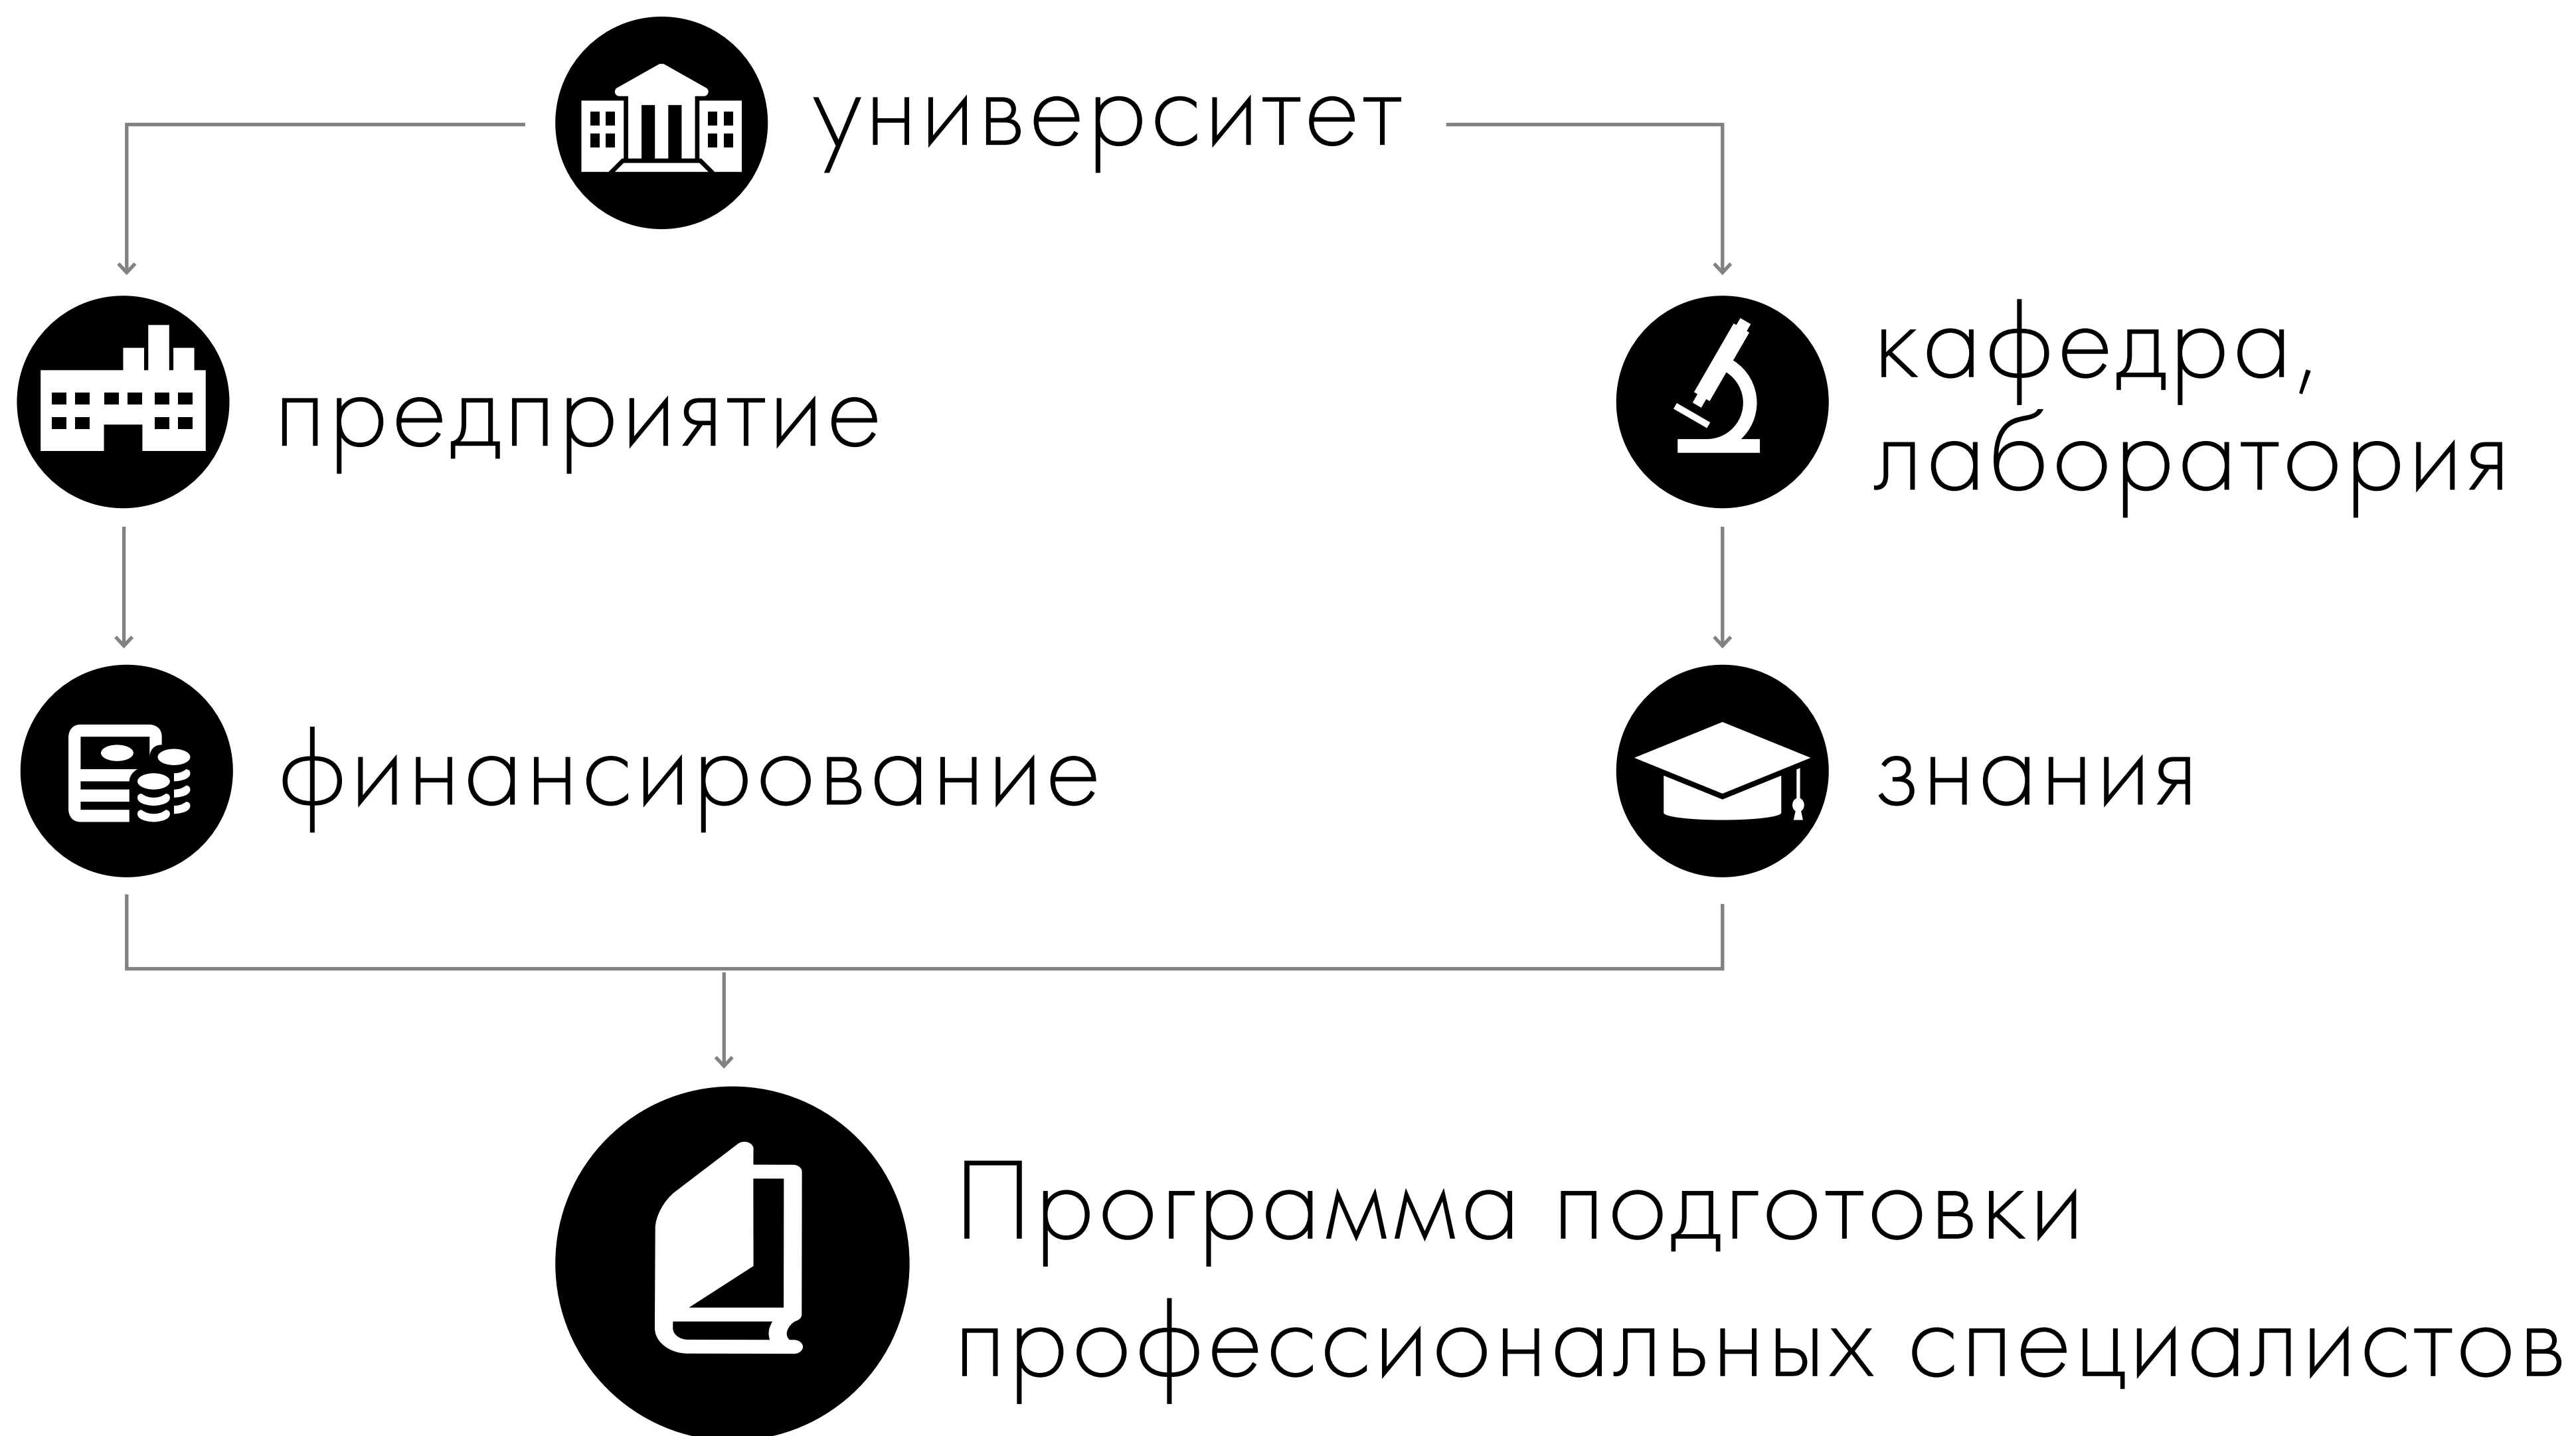 университет
предприятие
кафедра,
лаборатория
финансирование
знания
Программа подготовки
профессиональных специалистов